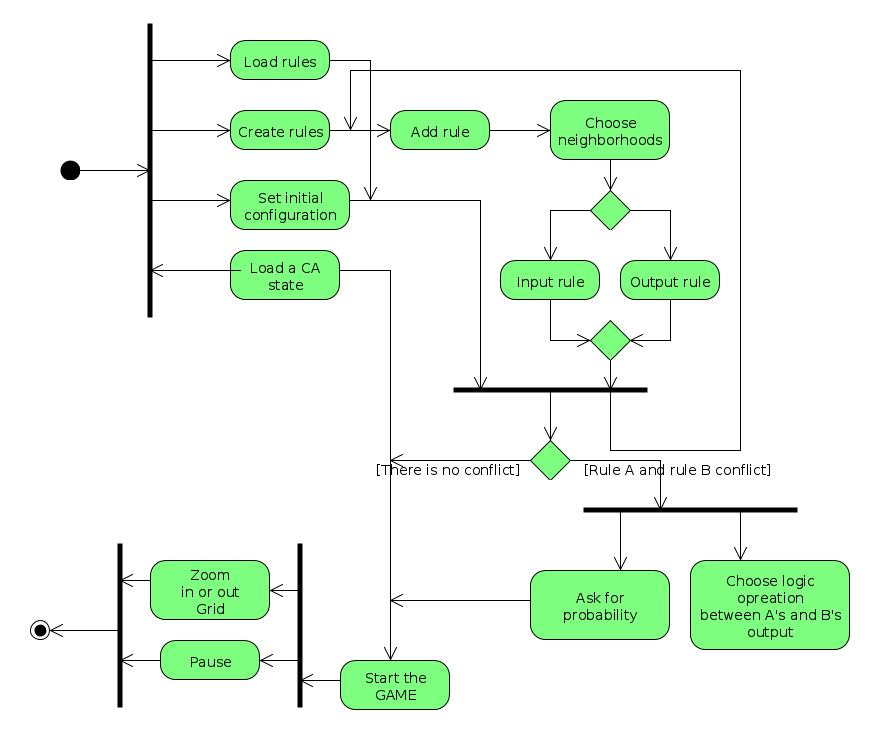 Load rules
Create rules
Add rule
Choose
neighborhoods
Set initial
configuration
Load a CA
state
Input rule
Output rule
[There is no conflict]
[Rule A and rule B conflict]
Zoom
in or out
Grid
Ask for
probability
Choose logic
opreation
between A's and B's
output
Pause
Start the
GAME